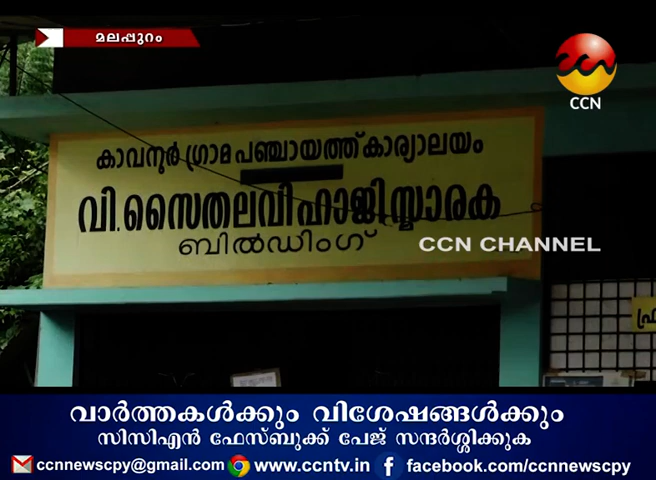 മലപ്പുറം
CCN
കാവനൂർ ഗ്രാമ പഞ്ചായത്ത് കാര്യാലയം
വി.സൈതലവിഹാജിസ്മാരക
ബിൽഡിംഗ്
CCN CHANNEL
വാർത്തകൾക്കും വിശേഷങ്ങൾക്കും
സിസിഎൻ ഫേസ്ബുക്ക് പേജ് സന്ദർശ്ശിക്കുക
ccnnewscpy@gmail.com www.ccntv.in facebook.com/ccnnewspy